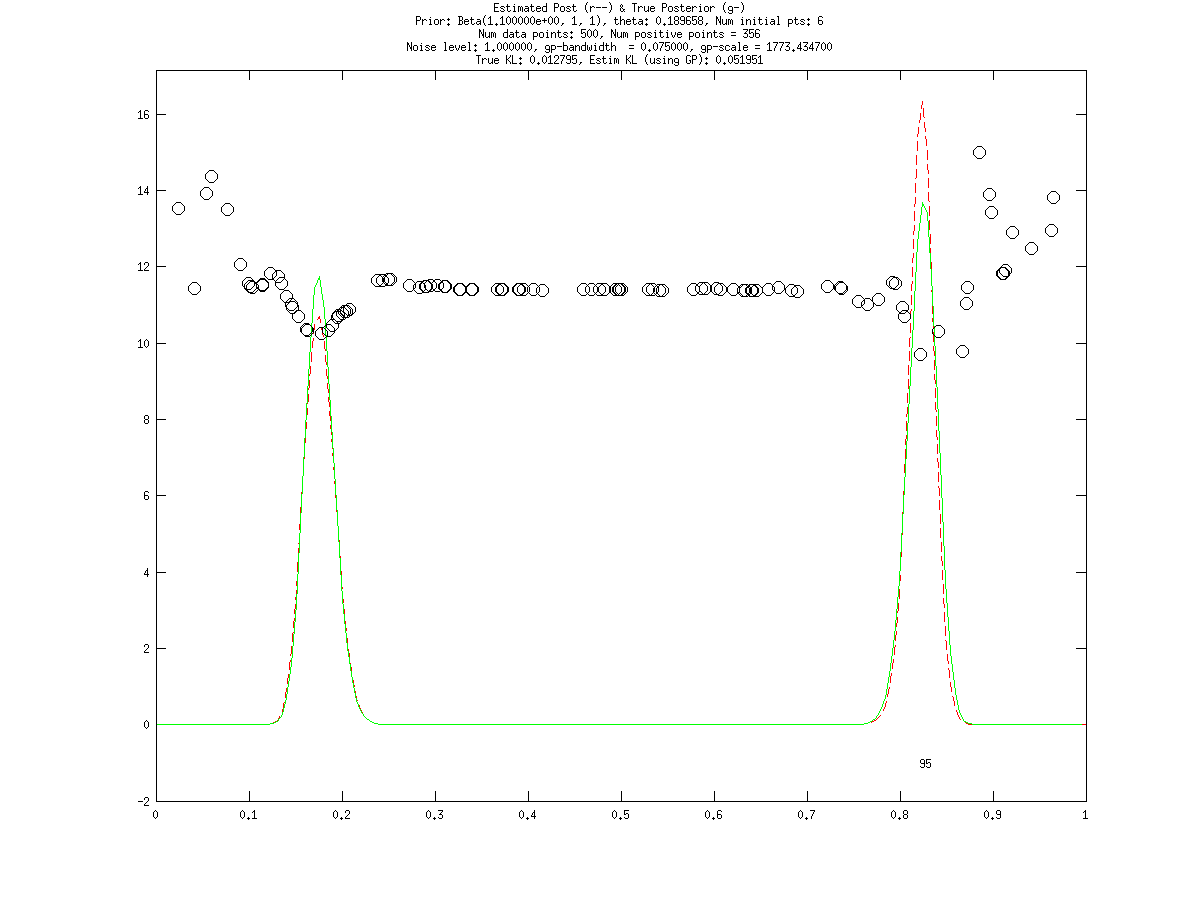 Estimated Post (r--) & True Posterior (g-)
Prior: Beta(1.100000e+00, 1, 1), theta: 0.189658, Num initial pts: 6
Num data points: 500, Num positive points = 356
Noise level: 1.000000, gp-bandwidth  = 0.075000, gp-scale = 1773.434700
True KL: 0.012795, Estim KL (using GP): 0.051951
16
14
12
10
8
6
4
2
0
95
-2
0 0.1 0.2 0.3 0.4 0.5 0.6 0.7 0.8 0.9 1